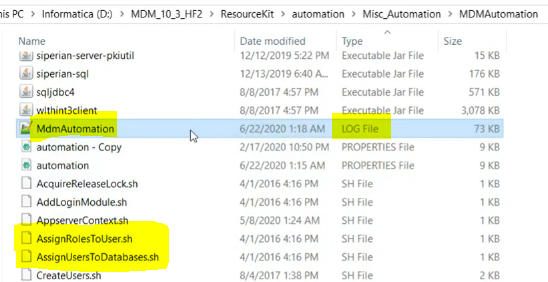 his PC > Informatica (D:) > MDM_10_3_HF2 > ResourceKit > automation > Misc_Automation > MDMAutomation
Name Date modified Type Size
siperian-server-pkiutil 12/12/2019 5:22 PM Executable Jar File 15 KB
siperian-sql 12/13/2019 6:40 A... Executable Jar File 176 KB
sqljdbc4 8/8/2017 4:57 PM Executable Jar File 571 KB
wlthint3client 8/8/2017 4:57 PM Executable Jar File 3,078 KB
MdmAutomation 6/22/2020 1:18 AM LOG File 73 KB
automation - Copy 2/17/2020 10:50 PM PROPERTIES File 9 KB
automation 6/22/2020 1:15 AM PROPERTIES File 9 KB
AcquireReleaseLock.sh 4/1/2016 4:16 PM SH File 1 KB
AddLoginModule.sh 4/1/2016 4:16 PM SH File 1 KB
AppserverContext.sh 5/8/2020 1:24 AM SH File 1 KB
AssignRolesToUser.sh 4/1/2016 4:16 PM SH File 1 KB
AssignUsersToDatabases.sh 4/1/2016 4:16 PM SH File 1 KB
CreateUsers.sh 8/4/2017 1:38 PM SH File 2 KB